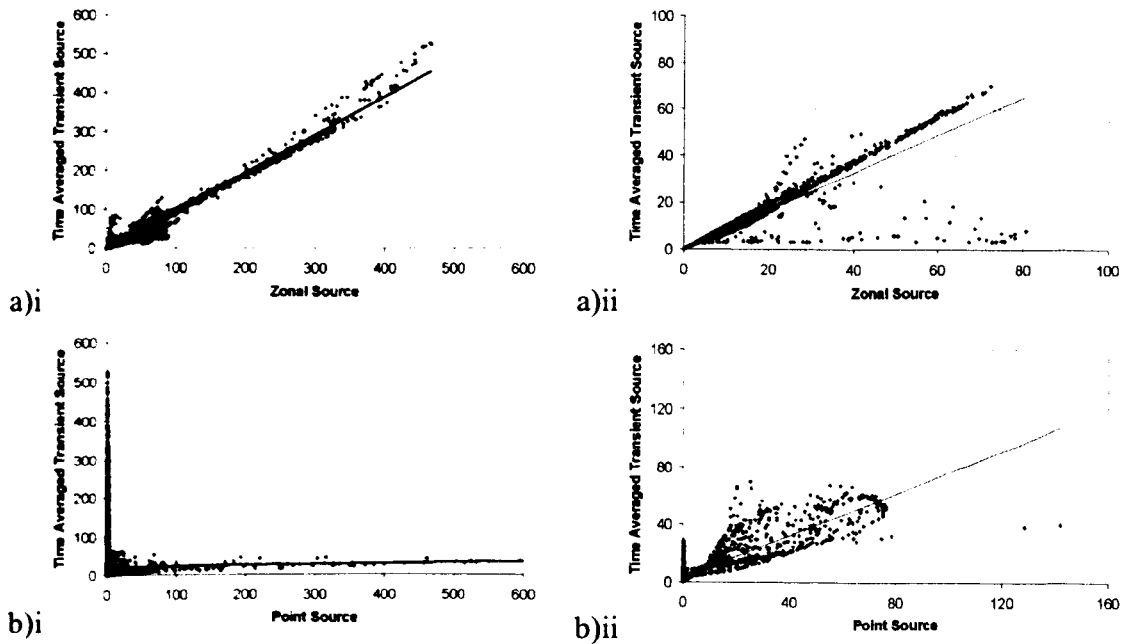 Time Averaged Transient Source
600
500
400
300
200
100
0
0 100 200 300 400 500 600
Zonal Source
a)i
Time Averaged Transient Source
100
80
60
40
20
0
0 20 40 60 80 100
Zonal Source
a)ii
Time Averaged Transient Source
600
500
400
300
200
100
0
0 100 200 300 400 500 600
Point Source
b)i
Time Averaged Transient Source
160
120
80
40
0
0 40 80 120 160
Point Source
b)ii